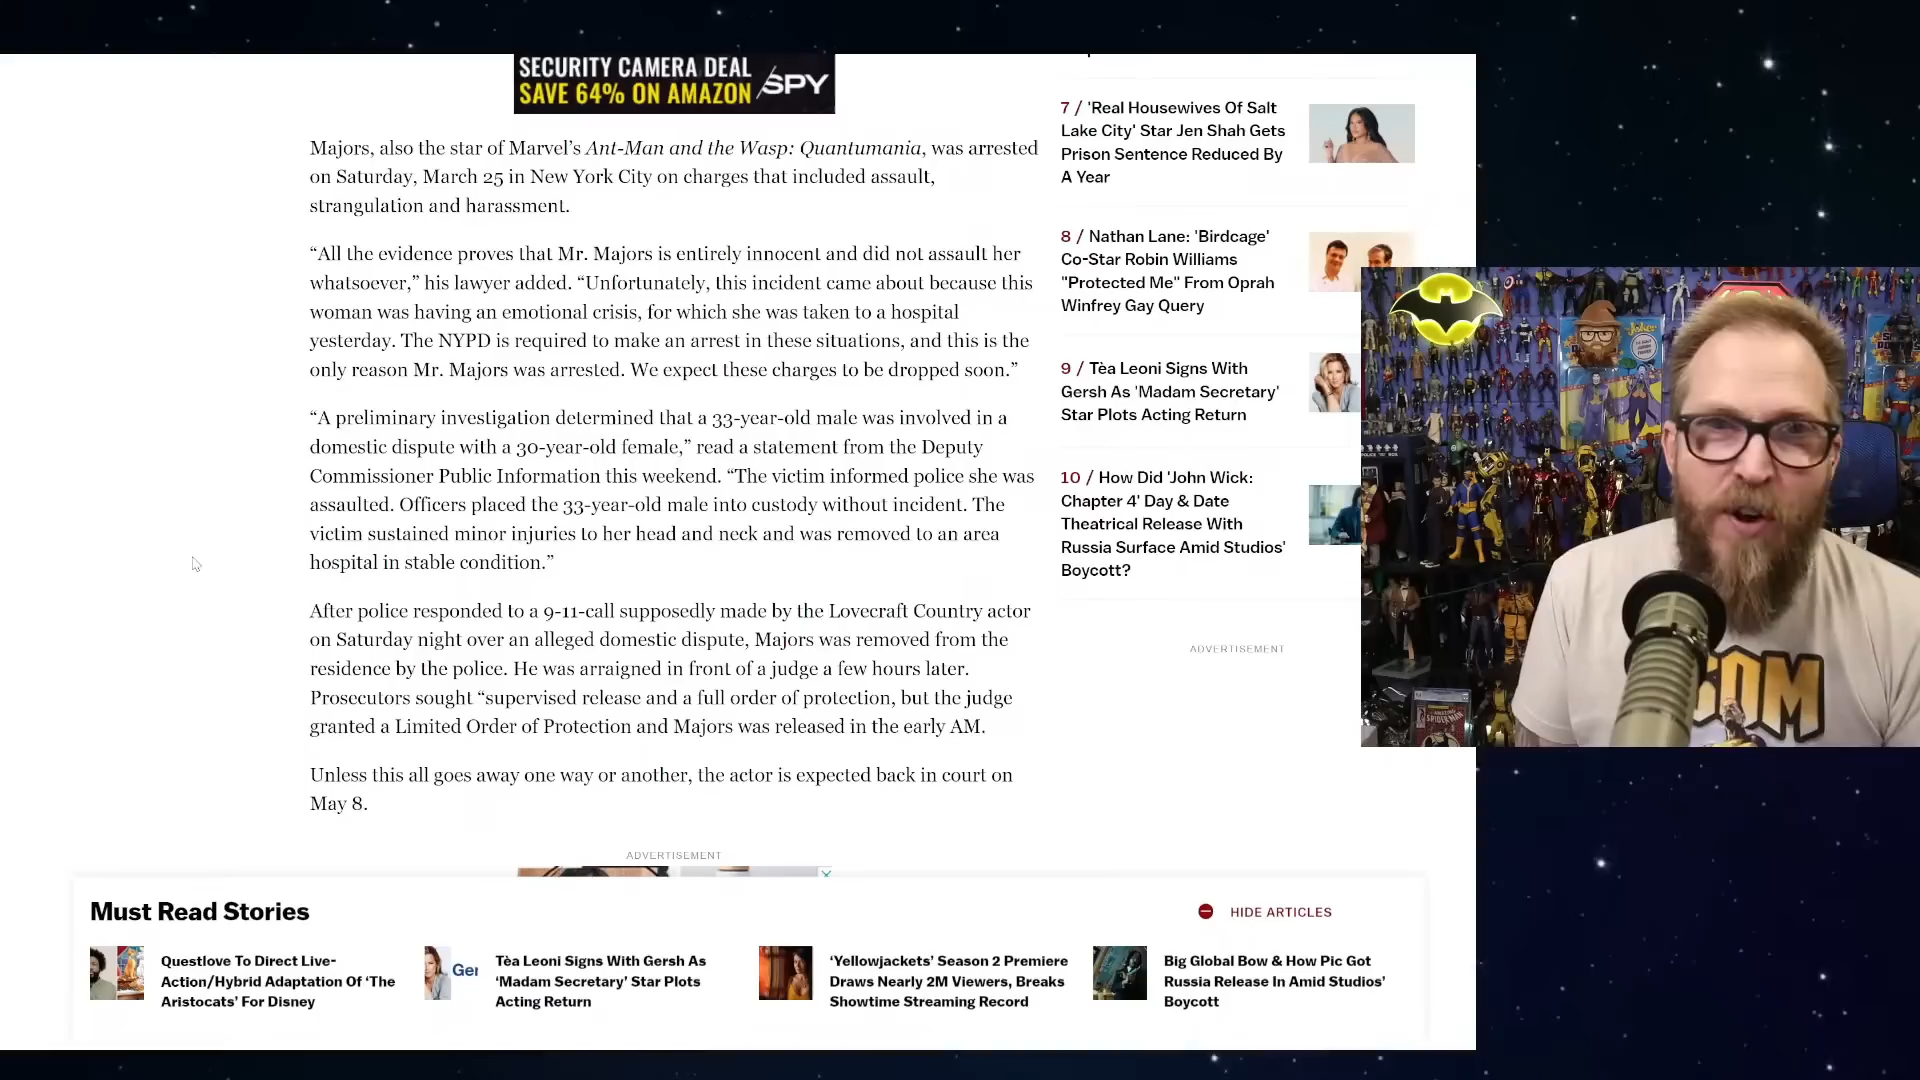 SECURITY CAMERA DEAL
SAVE 64% ON AMAZON
SPY
Majors, also the star of Marvel’s Ant-Man and the Wasp: Quantumania, was arrested
on Saturday, March 25 in New York City on charges that included assault,
strangulation and harassment.
“All the evidence proves that Mr. Majors is entirely innocent and did not assault her
whatsoever,” his lawyer added. “Unfortunately, this incident came about because this
woman was having an emotional crisis, for which she was taken to a hospital
yesterday. The NYPD is required to make an arrest in these situations, and this is the
only reason Mr. Majors was arrested. We expect these charges to be dropped soon.”
“A preliminary investigation determined that a 33-year-old male was involved in a
domestic dispute with a 30-year-old female,” read a statement from the Deputy
Commissioner Public Information this weekend. “The victim informed police she was
assaulted. Officers placed the 33-year-old male into custody without incident. The
victim sustained minor injuries to her head and neck and was removed to an area
hospital in stable condition.”
After police responded to a 9-11-call supposedly made by the Lovecraft Country actor
on Saturday night over an alleged domestic dispute, Majors was removed from the
residence by the police. He was arraigned in front of a judge a few hours later.
Prosecutors sought “supervised release and a full order of protection, but the judge
granted a Limited Order of Protection and Majors was released in the early AM.
Unless this all goes away one way or another, the actor is expected back in court on
May 8.
ADVERTISEMENT
7 / 'Real Housewives Of Salt
Lake City' Star Jen Shah Gets
Prison Sentence Reduced By
A Year
8 / Nathan Lane: 'Birdcage'
Co-Star Robin Williams
"Protected Me" From Oprah
Winfrey Gay Query
9 / Tèa Leoni Signs With
Gersh As 'Madam Secretary'
Star Plots Acting Return
10 / How Did 'John Wick:
Chapter 4' Day & Date
Theatrical Release With
Russia Surface Amid Studios'
Boycott?
ADVERTISEMENT
Must Read Stories
HIDE ARTICLES
Questlove To Direct Live-
Action/Hybrid Adaptation Of ‘The
Aristocats’ For Disney
Ger
Tèa Leoni Signs With Gersh As
‘Madam Secretary’ Star Plots
Acting Return
‘Yellowjackets’ Season 2 Premiere
Draws Nearly 2M Viewers, Breaks
Showtime Streaming Record
Big Global Bow & How Pic Got
Russia Release In Amid Studios’
Boycott